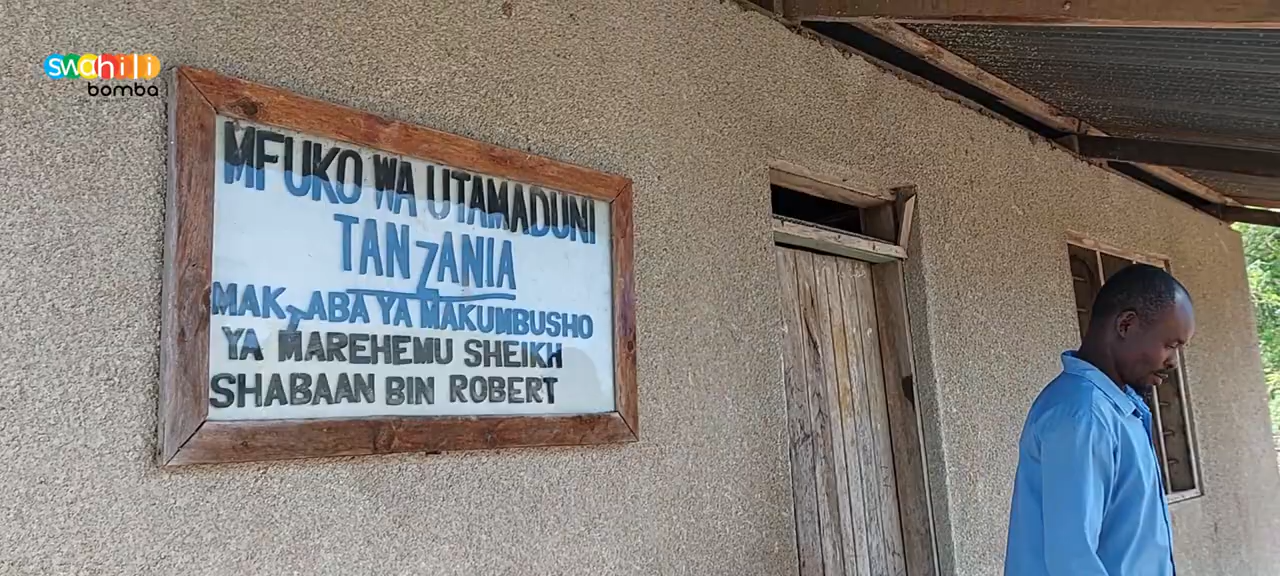 swahili
bomba
MFUKO WA UTAMADUNI
TANZANIA
MAKTABA YA MAKUMBUSHO
YA MAREHEMU SHEIKH
SHABAAN BIN ROBERT